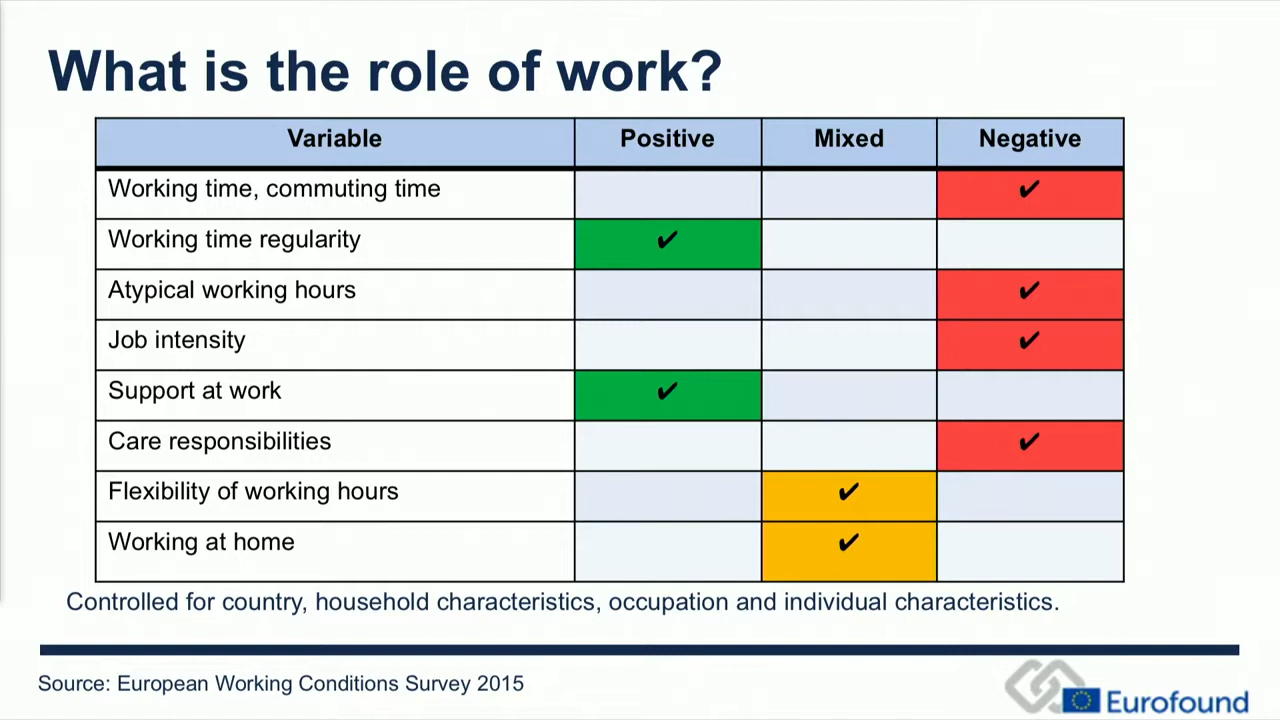 What is the role of work?
Variable Positive Mixed Negative
Working time, commuting time ✔
Working time regularity ✔
Atypical working hours ✔
Job intensity ✔
Support at work ✔
Care responsibilities ✔
Flexibility of working hours ✔
Working at home ✔
Controlled for country, household characteristics, occupation and individual characteristics.
Source: European Working Conditions Survey 2015
Eurofound